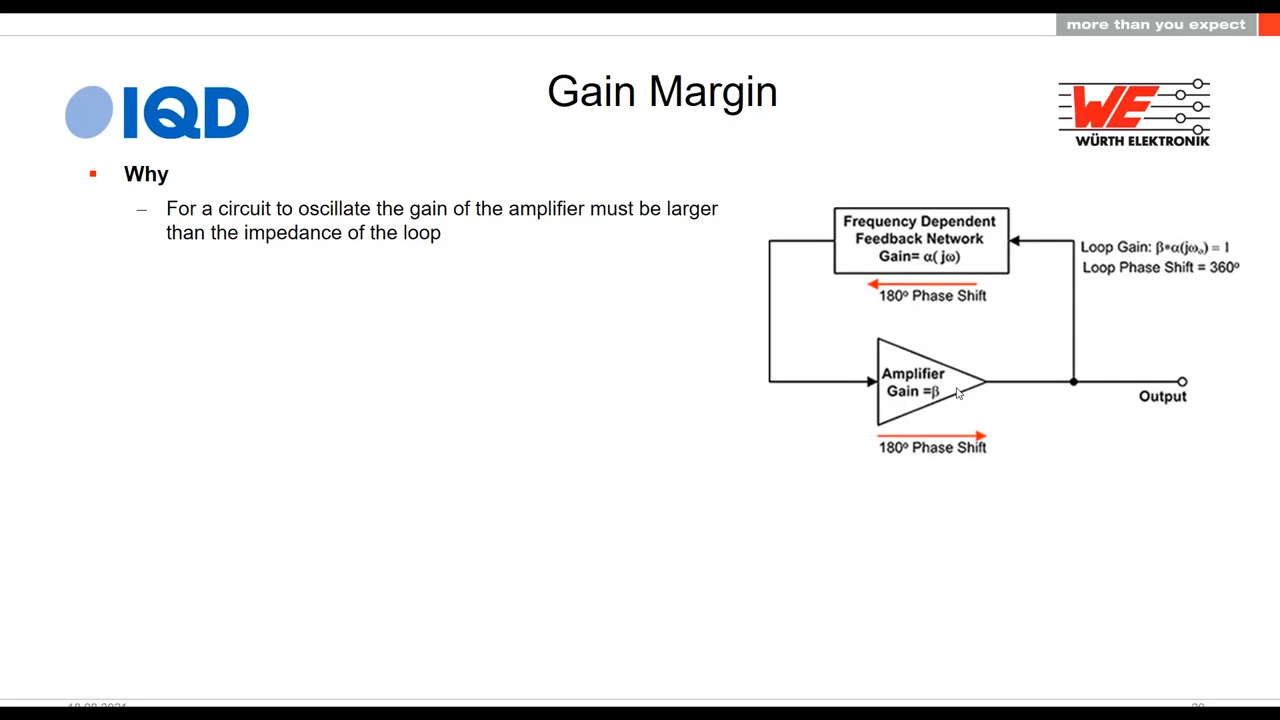 more than you expect
IQD
Gain Margin
WE
WÜRTH ELEKTRONIK
Why
– For a circuit to oscillate the gain of the amplifier must be larger
than the impedance of the loop
Frequency Dependent
Feedback Network
Gain= α(jω)
180º Phase Shift
Loop Gain: β*α(jωₒ) = 1
Loop Phase Shift = 360º
Amplifier
Gain =β
Output
180º Phase Shift